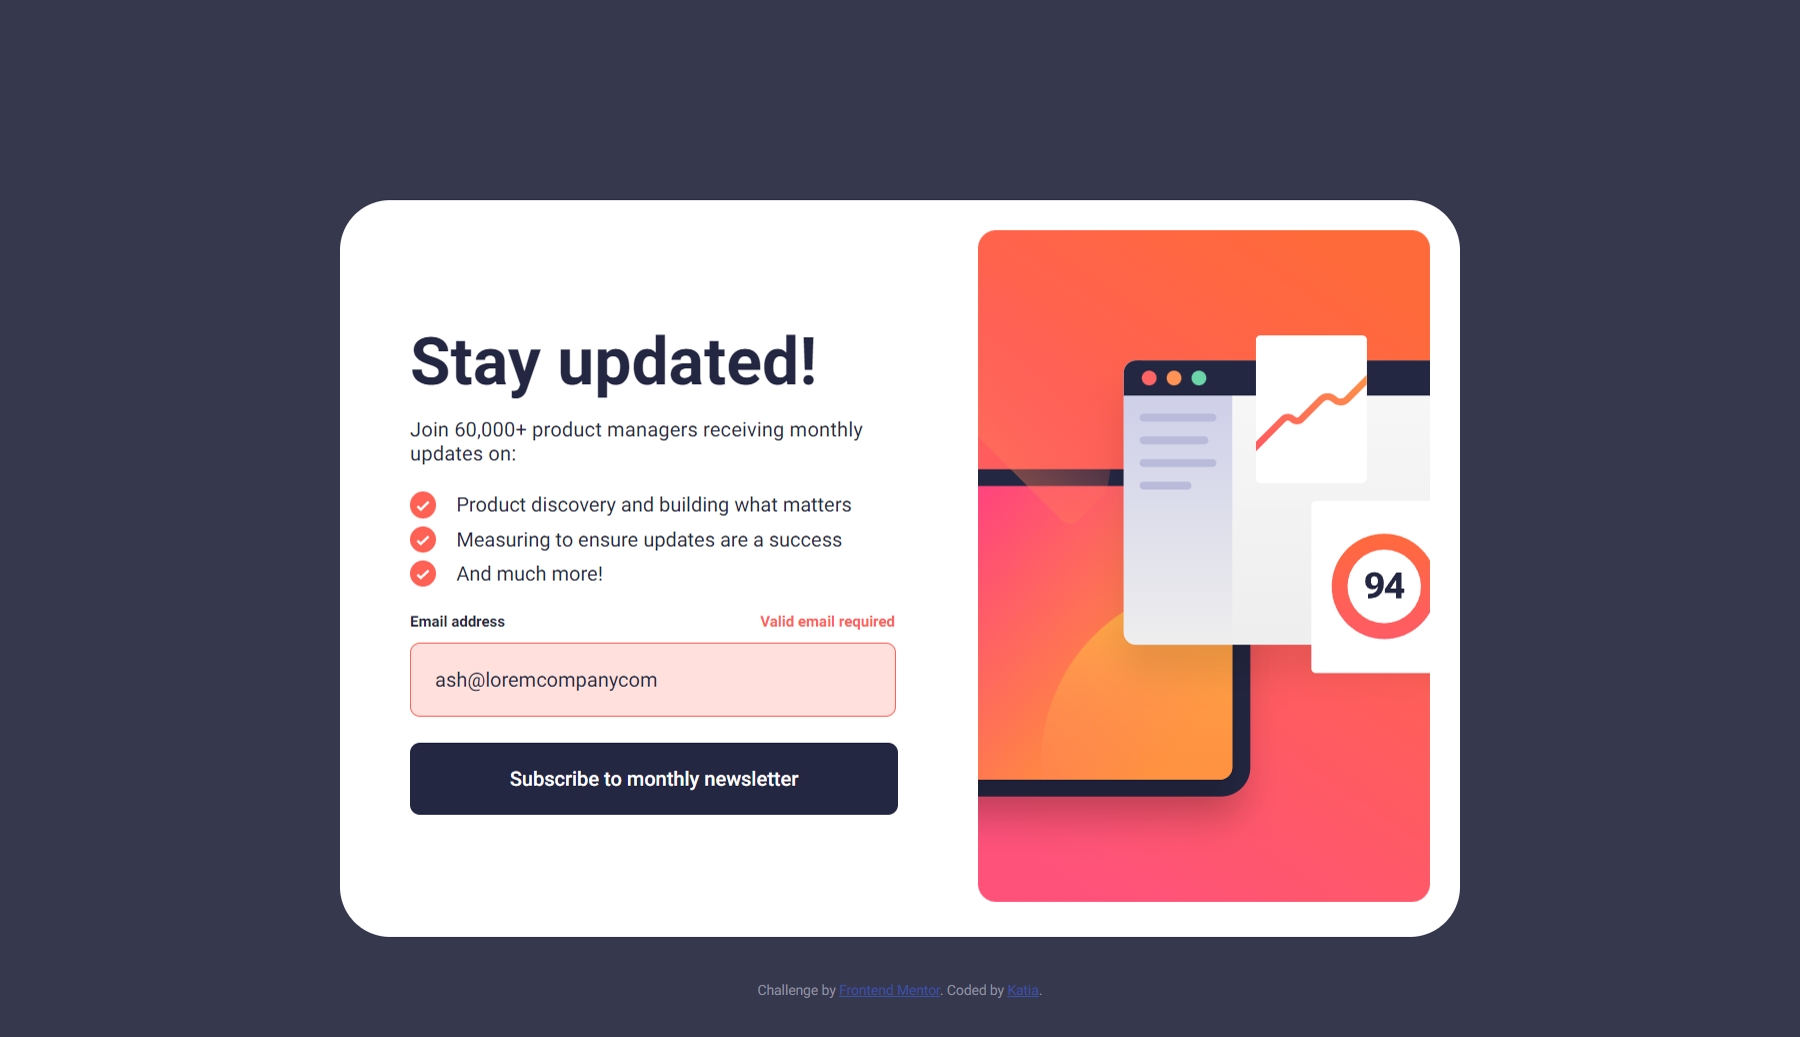 Stay updated!
Join 60,000+ product managers receiving monthly
updates on:
Product discovery and building what matters
Measuring to ensure updates are a success
And much more!
Email address
Valid email required
ash@loremcompanycom
Subscribe to monthly newsletter
94
Challenge by Frontend Mentor. Coded by Katia.